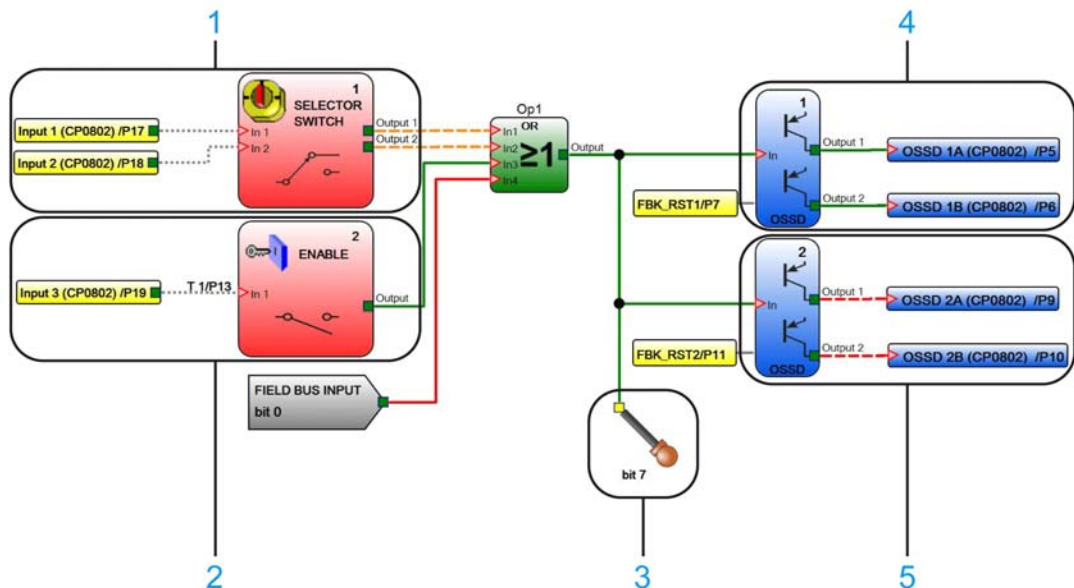 1
4
1
SELECTOR
SWITCH
Input 1 (CP0802) /P17
In 1
Output 1
Input 2 (CP0802) /P18
In 2
Output 2
Op1
OR
≥1
In1
In2
In3
In4
Output
1
In
Output 1
OSSD 1A (CP0802) /P5
FBK_RST1/P7
Output 2
OSSD 1B (CP0802) /P6
OSSD
2
ENABLE
Input 3 (CP0802) /P19
T 1/P13
In 1
Output
2
In
Output 1
OSSD 2A (CP0802) /P9
FBK_RST2/P11
Output 2
OSSD 2B (CP0802) /P10
OSSD
FIELD BUS INPUT
bit 0
bit 7
2
3
5